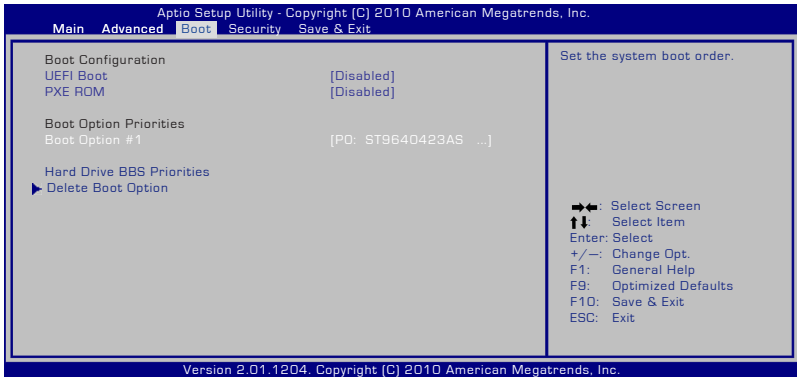 Aptio Setup Utility - Copyright (C) 2010 American Megatrends, Inc.
Main Advanced Boot Security Save & Exit
Boot Configuration
UEFI Boot [Disabled]
PXE ROM [Disabled]
Boot Option Priorities
Boot Option #1 [P0: ST9640423AS ...]
Hard Drive BBS Priorities
Delete Boot Option
Set the system boot order.
→←: Select Screen
↑↓: Select Item
Enter: Select
+/—: Change Opt.
F1: General Help
F9: Optimized Defaults
F10: Save & Exit
ESC: Exit
Version 2.01.1204. Copyright (C) 2010 American Megatrends, Inc.